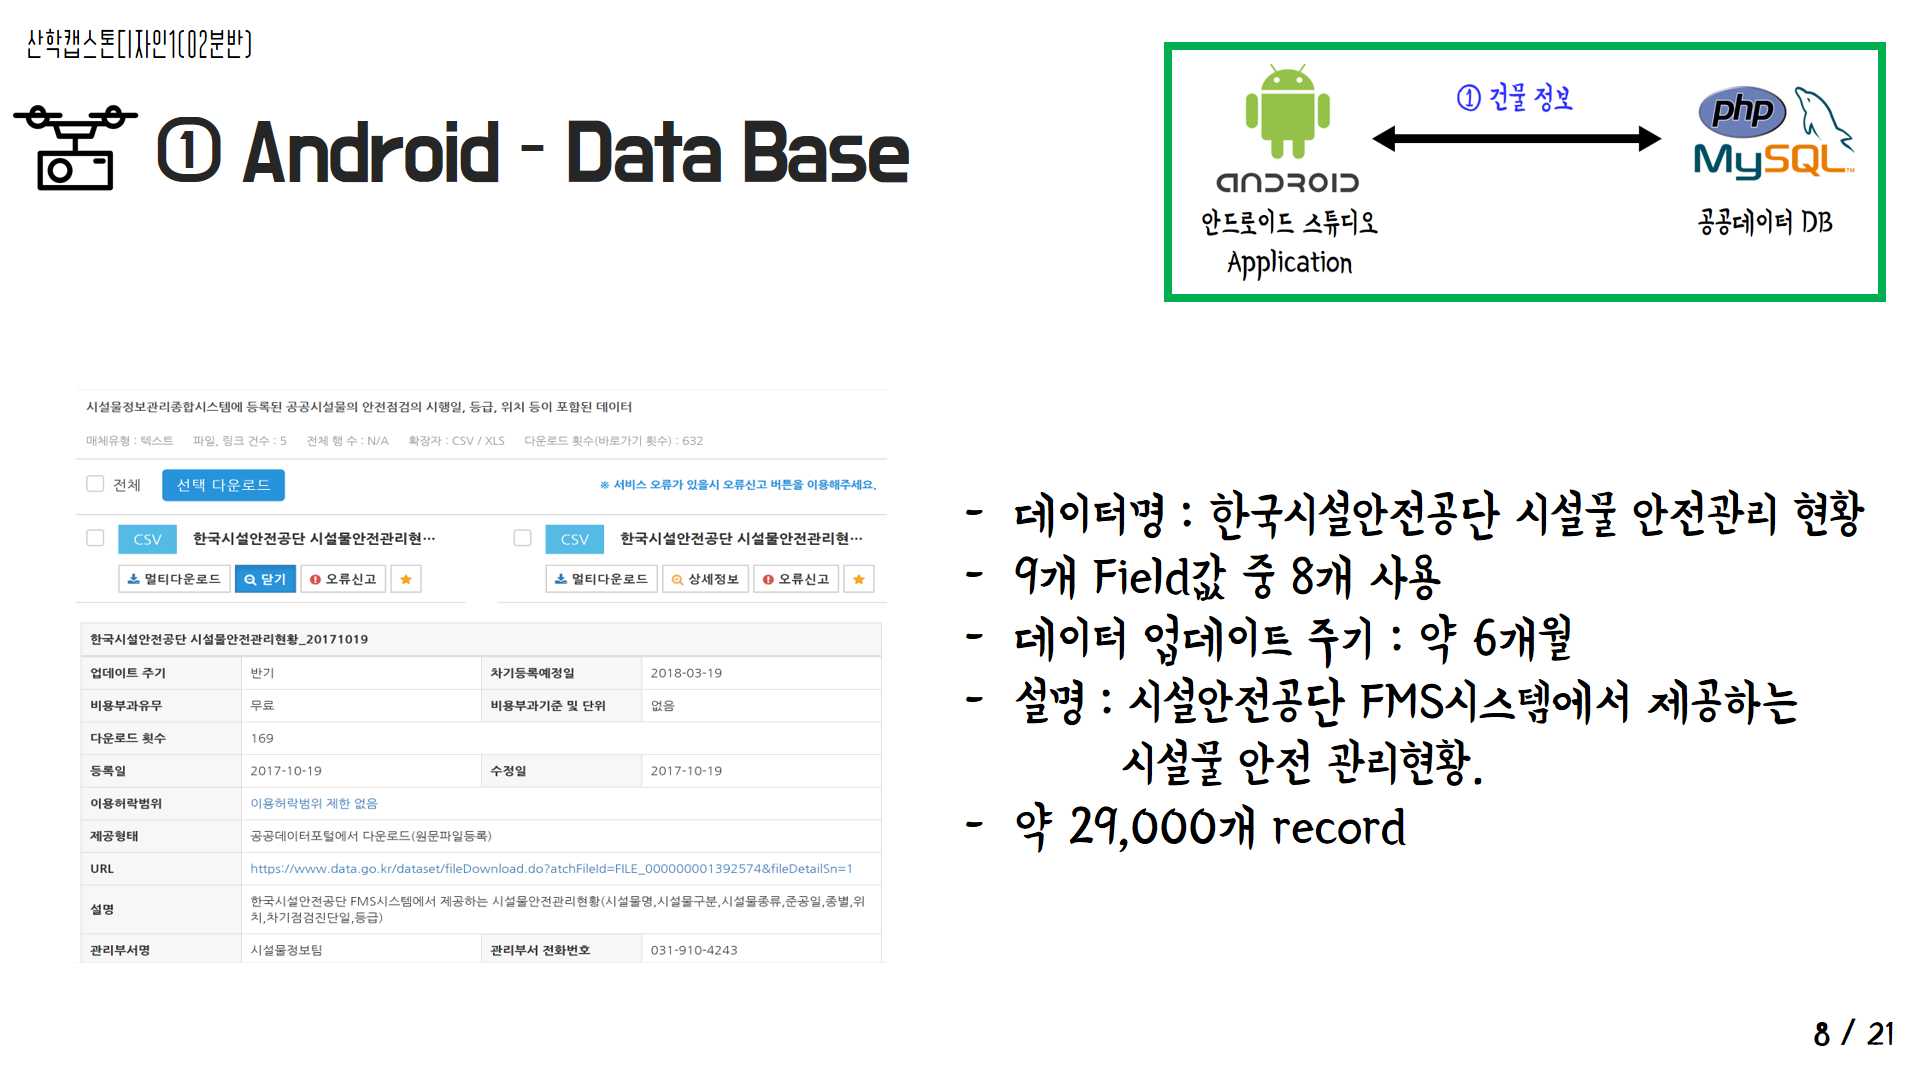 산학캡스톤디자인1(02분반)
① Android - Data Base
① 건물 정보
php
MySQL™
ANDROID
안드로이드 스튜디오
Application
공공데이터 DB
시설물정보관리종합시스템에 등록된 공공시설물의 안전점검의 시행일, 등급, 위치 등이 포함된 데이터
매체유형 : 텍스트 파일, 링크 건수 : 5 전체 행 수 : N/A 확장자 : CSV / XLS 다운로드 횟수(바로가기 횟수) : 632
전체 선택 다운로드 ※ 서비스 오류가 있을시 오류신고 버튼을 이용해주세요.
CSV 한국시설안전공단 시설물안전관리현…
멀티다운로드 닫기 오류신고
CSV 한국시설안전공단 시설물안전관리현…
멀티다운로드 상세정보 오류신고
한국시설안전공단 시설물안전관리현황_20171019
업데이트 주기 반기 차기등록예정일 2018-03-19
비용부과유무 무료 비용부과기준 및 단위 없음
다운로드 횟수 169
등록일 2017-10-19 수정일 2017-10-19
이용허락범위 이용허락범위 제한 없음
제공형태 공공데이터포털에서 다운로드(원문파일등록)
URL https://www.data.go.kr/dataset/fileDownload.do?atchFileId=FILE_000000001392574&fileDetailSn=1
설명 한국시설안전공단 FMS시스템에서 제공하는 시설물안전관리현황(시설물명,시설물구분,시설물종류,준공일,종별,위
치,차기점검진단일,등급)
관리부서명 시설물정보팀 관리부서 전화번호 031-910-4243
- 데이터명 : 한국시설안전공단 시설물 안전관리 현황
- 9개 Field값 중 8개 사용
- 데이터 업데이트 주기 : 약 6개월
- 설명 : 시설안전공단 FMS시스템에서 제공하는
시설물 안전 관리현황.
- 약 29,000개 record
8 / 21